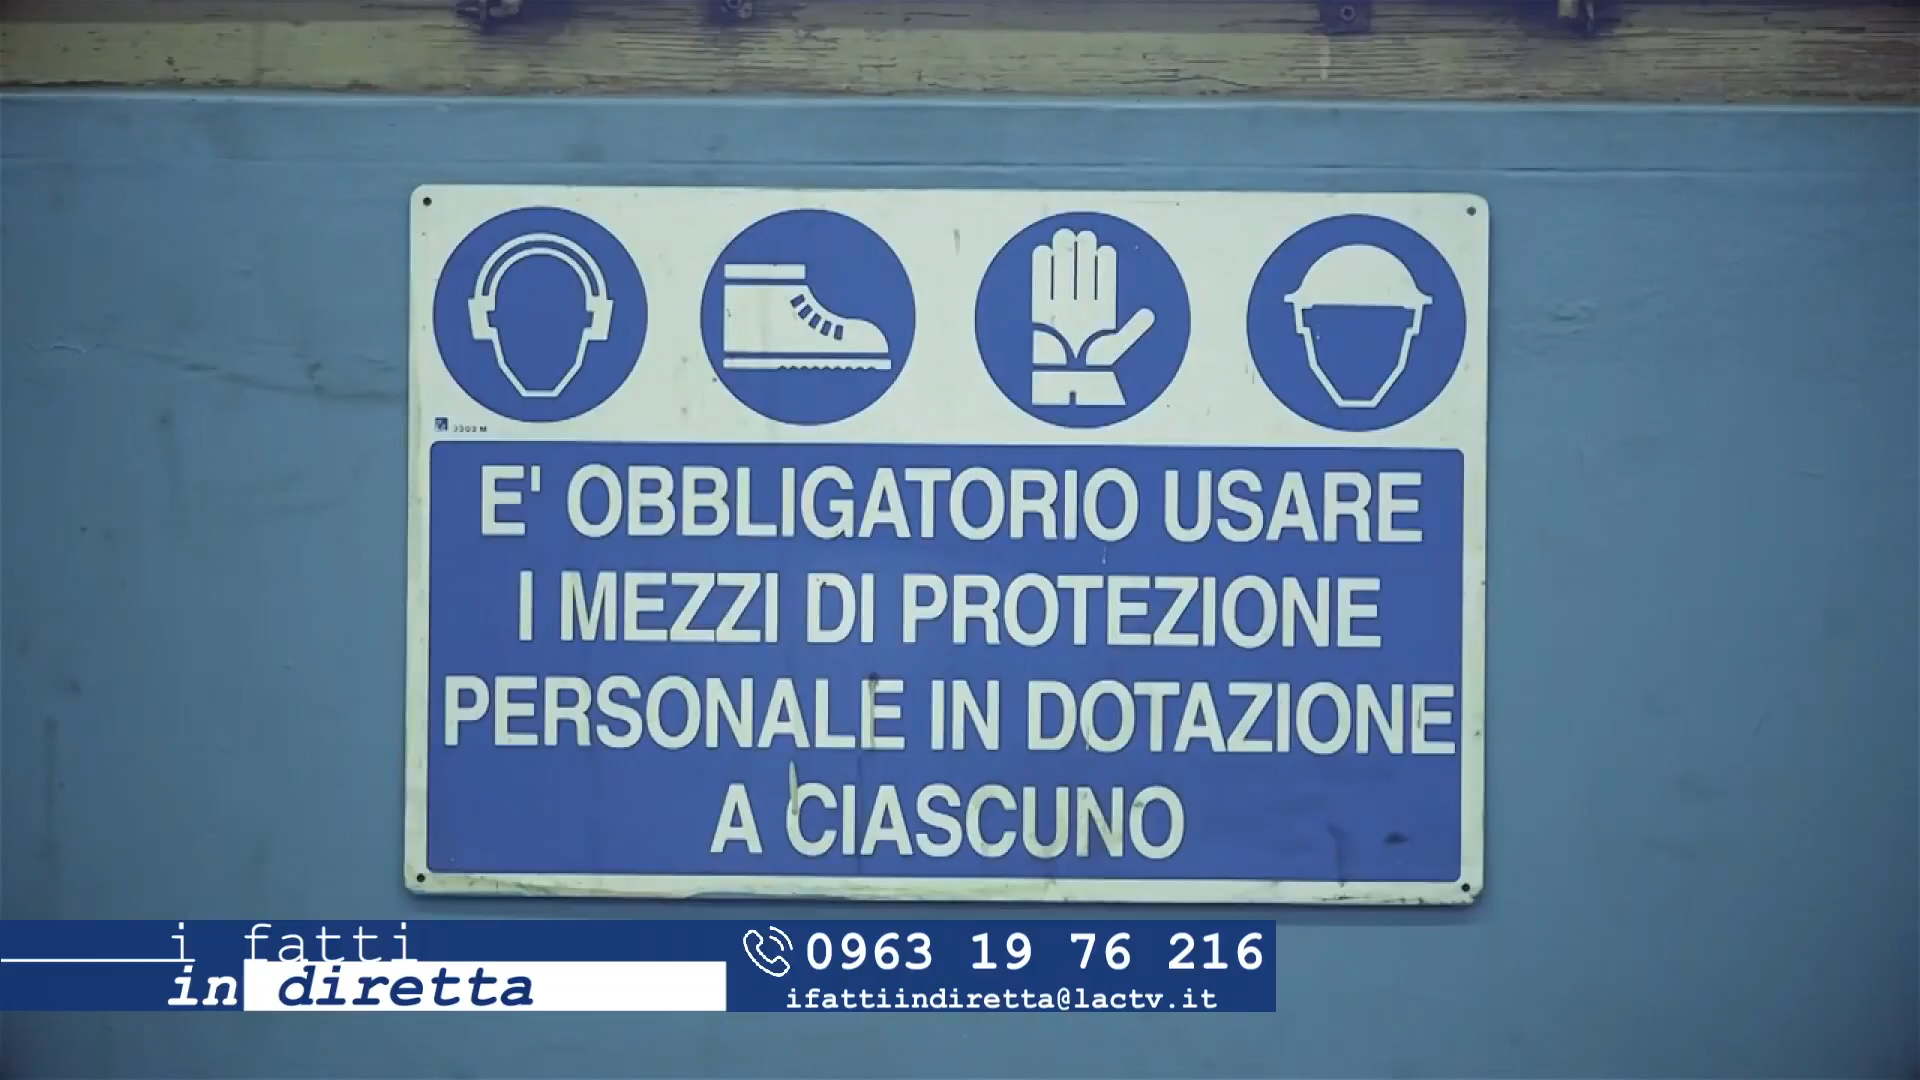 3303 M
E' OBBLIGATORIO USARE
I MEZZI DI PROTEZIONE
PERSONALE IN DOTAZIONE
A CIASCUNO
i fatti
in diretta
0963 19 76 216
ifattiindiretta@lactv.it